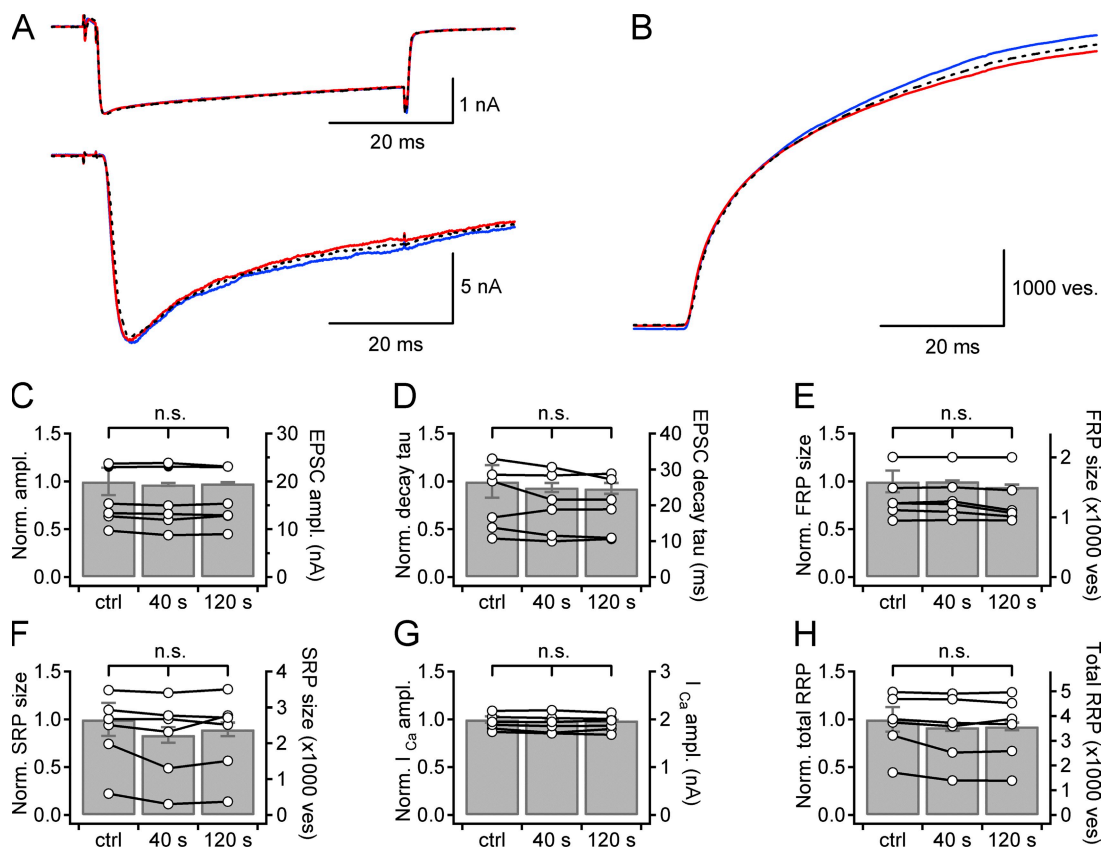 A
1 nA
20 ms
5 nA
20 ms
B
1000 ves.
20 ms
C
n.s.
Norm. ampl.
1.5
1.0
0.5
0.0
30
20
10
0
EPSC ampl. (nA)
ctrl 40 s 120 s
D
n.s.
Norm. decay tau
1.5
1.0
0.5
0.0
40
30
20
10
0
EPSC decay tau (ms)
ctrl 40 s 120 s
E
n.s.
Norm. FRP size
1.5
1.0
0.5
0.0
2
1
0
FRP size (x1000 ves)
ctrl 40 s 120 s
F
n.s.
Norm. SRP size
1.5
1.0
0.5
0.0
4
3
2
1
0
SRP size (x1000 ves)
ctrl 40 s 120 s
G
n.s.
Norm. I Ca ampl.
1.5
1.0
0.5
0.0
3
2
1
0
I Ca ampl. (nA)
ctrl 40 s 120 s
H
n.s.
Norm. total RRP
1.5
1.0
0.5
0.0
5
4
3
2
1
0
Total RRP (x1000 ves)
ctrl 40 s 120 s